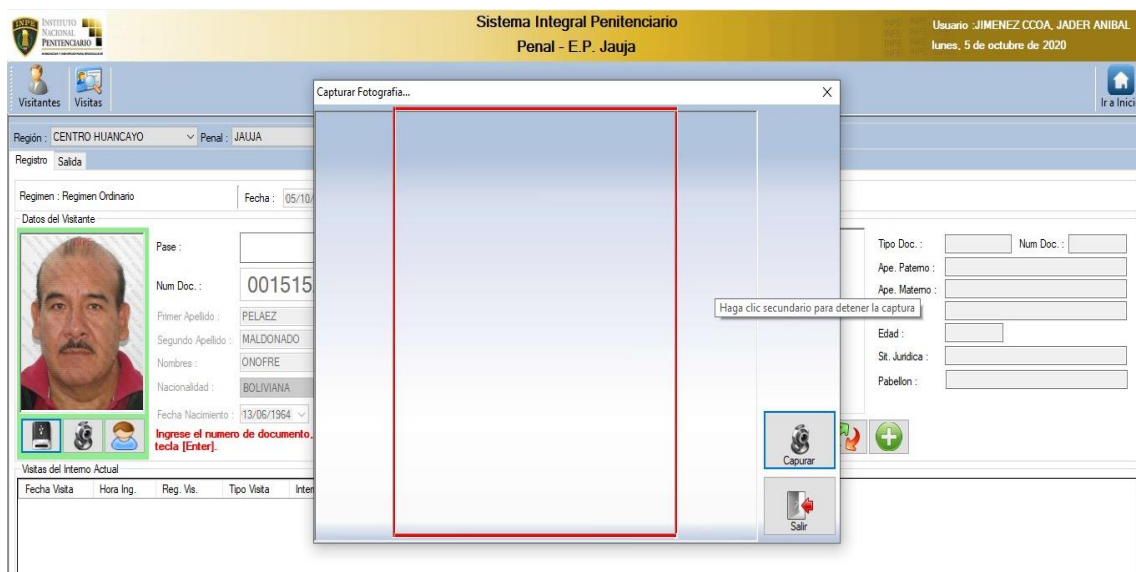 INPE
INSTITUTO
NACIONAL
PENITENCIARIO
Sistema Integral Penitenciario
Penal - E.P. Jauja
Usuario :JIMENEZ CCOA, JADER ANIBAL
lunes, 5 de octubre de 2020
Visitantes
Visitas
Ir a Inici
Capturar Fotografia...
X
Región : CENTRO HUANCAYO
Penal : JAUJA
Registro
Salida
Regimen : Regimen Ordinario
Fecha : 05/10/
Datos del Visitante
Pase :
Num Doc. : 001515
Primer Apellido : PELAEZ
Segundo Apellido : MALDONADO
Nombres : ONOFRE
Nacionalidad : BOLIVIANA
Fecha Nacimiento : 13/06/1964
Ingrese el numero de documento,
tecla [Enter].
Tipo Doc. :
Num Doc. :
Ape. Paterno :
Ape. Materno :
Haga clic secundario para detener la captura
Edad :
Sit. Juridica :
Pabellon :
Capurar
Salir
Visitas del Interno Actual
Fecha Visita
Hora Ing.
Reg. Vis.
Tipo Visita
Inter